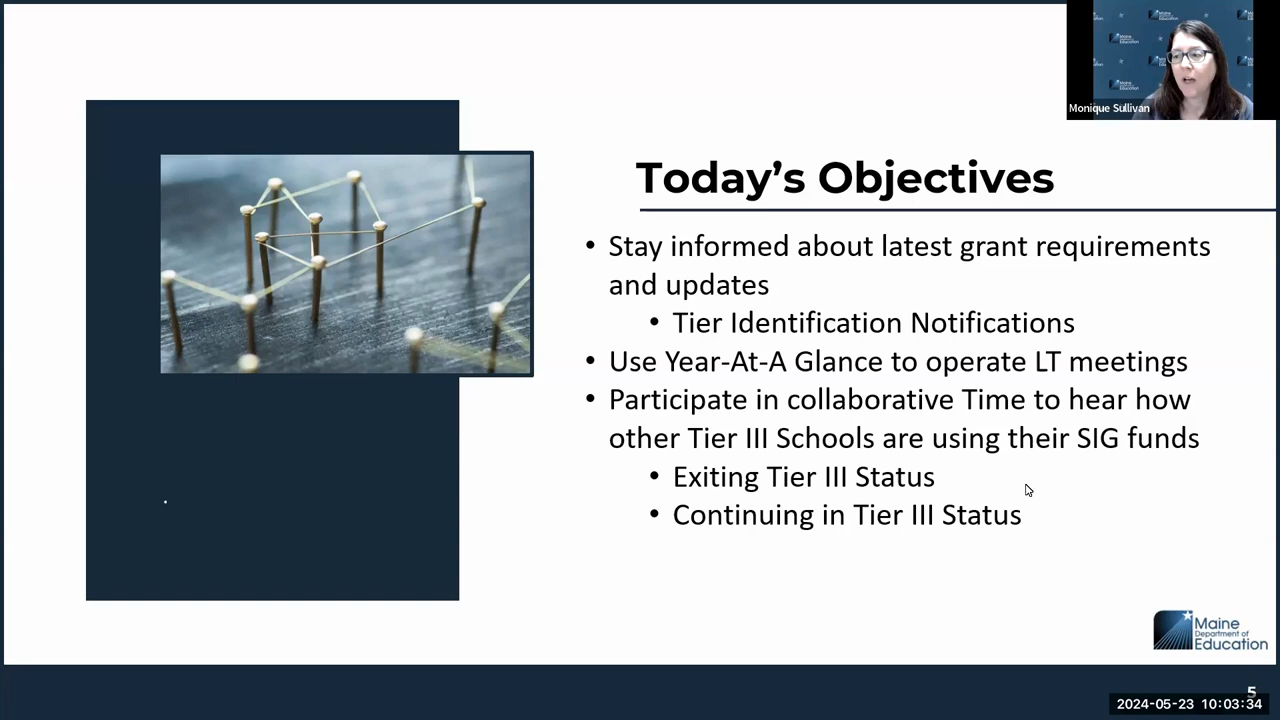 Monique Sullivan
Today's Objectives
• Stay informed about latest grant requirements
and updates
• Tier Identification Notifications
• Use Year-At-A Glance to operate LT meetings
• Participate in collaborative Time to hear how
other Tier III Schools are using their SIG funds
• Exiting Tier III Status
• Continuing in Tier III Status
Maine
Department of
Education
5
2024-05-23 10:03:34